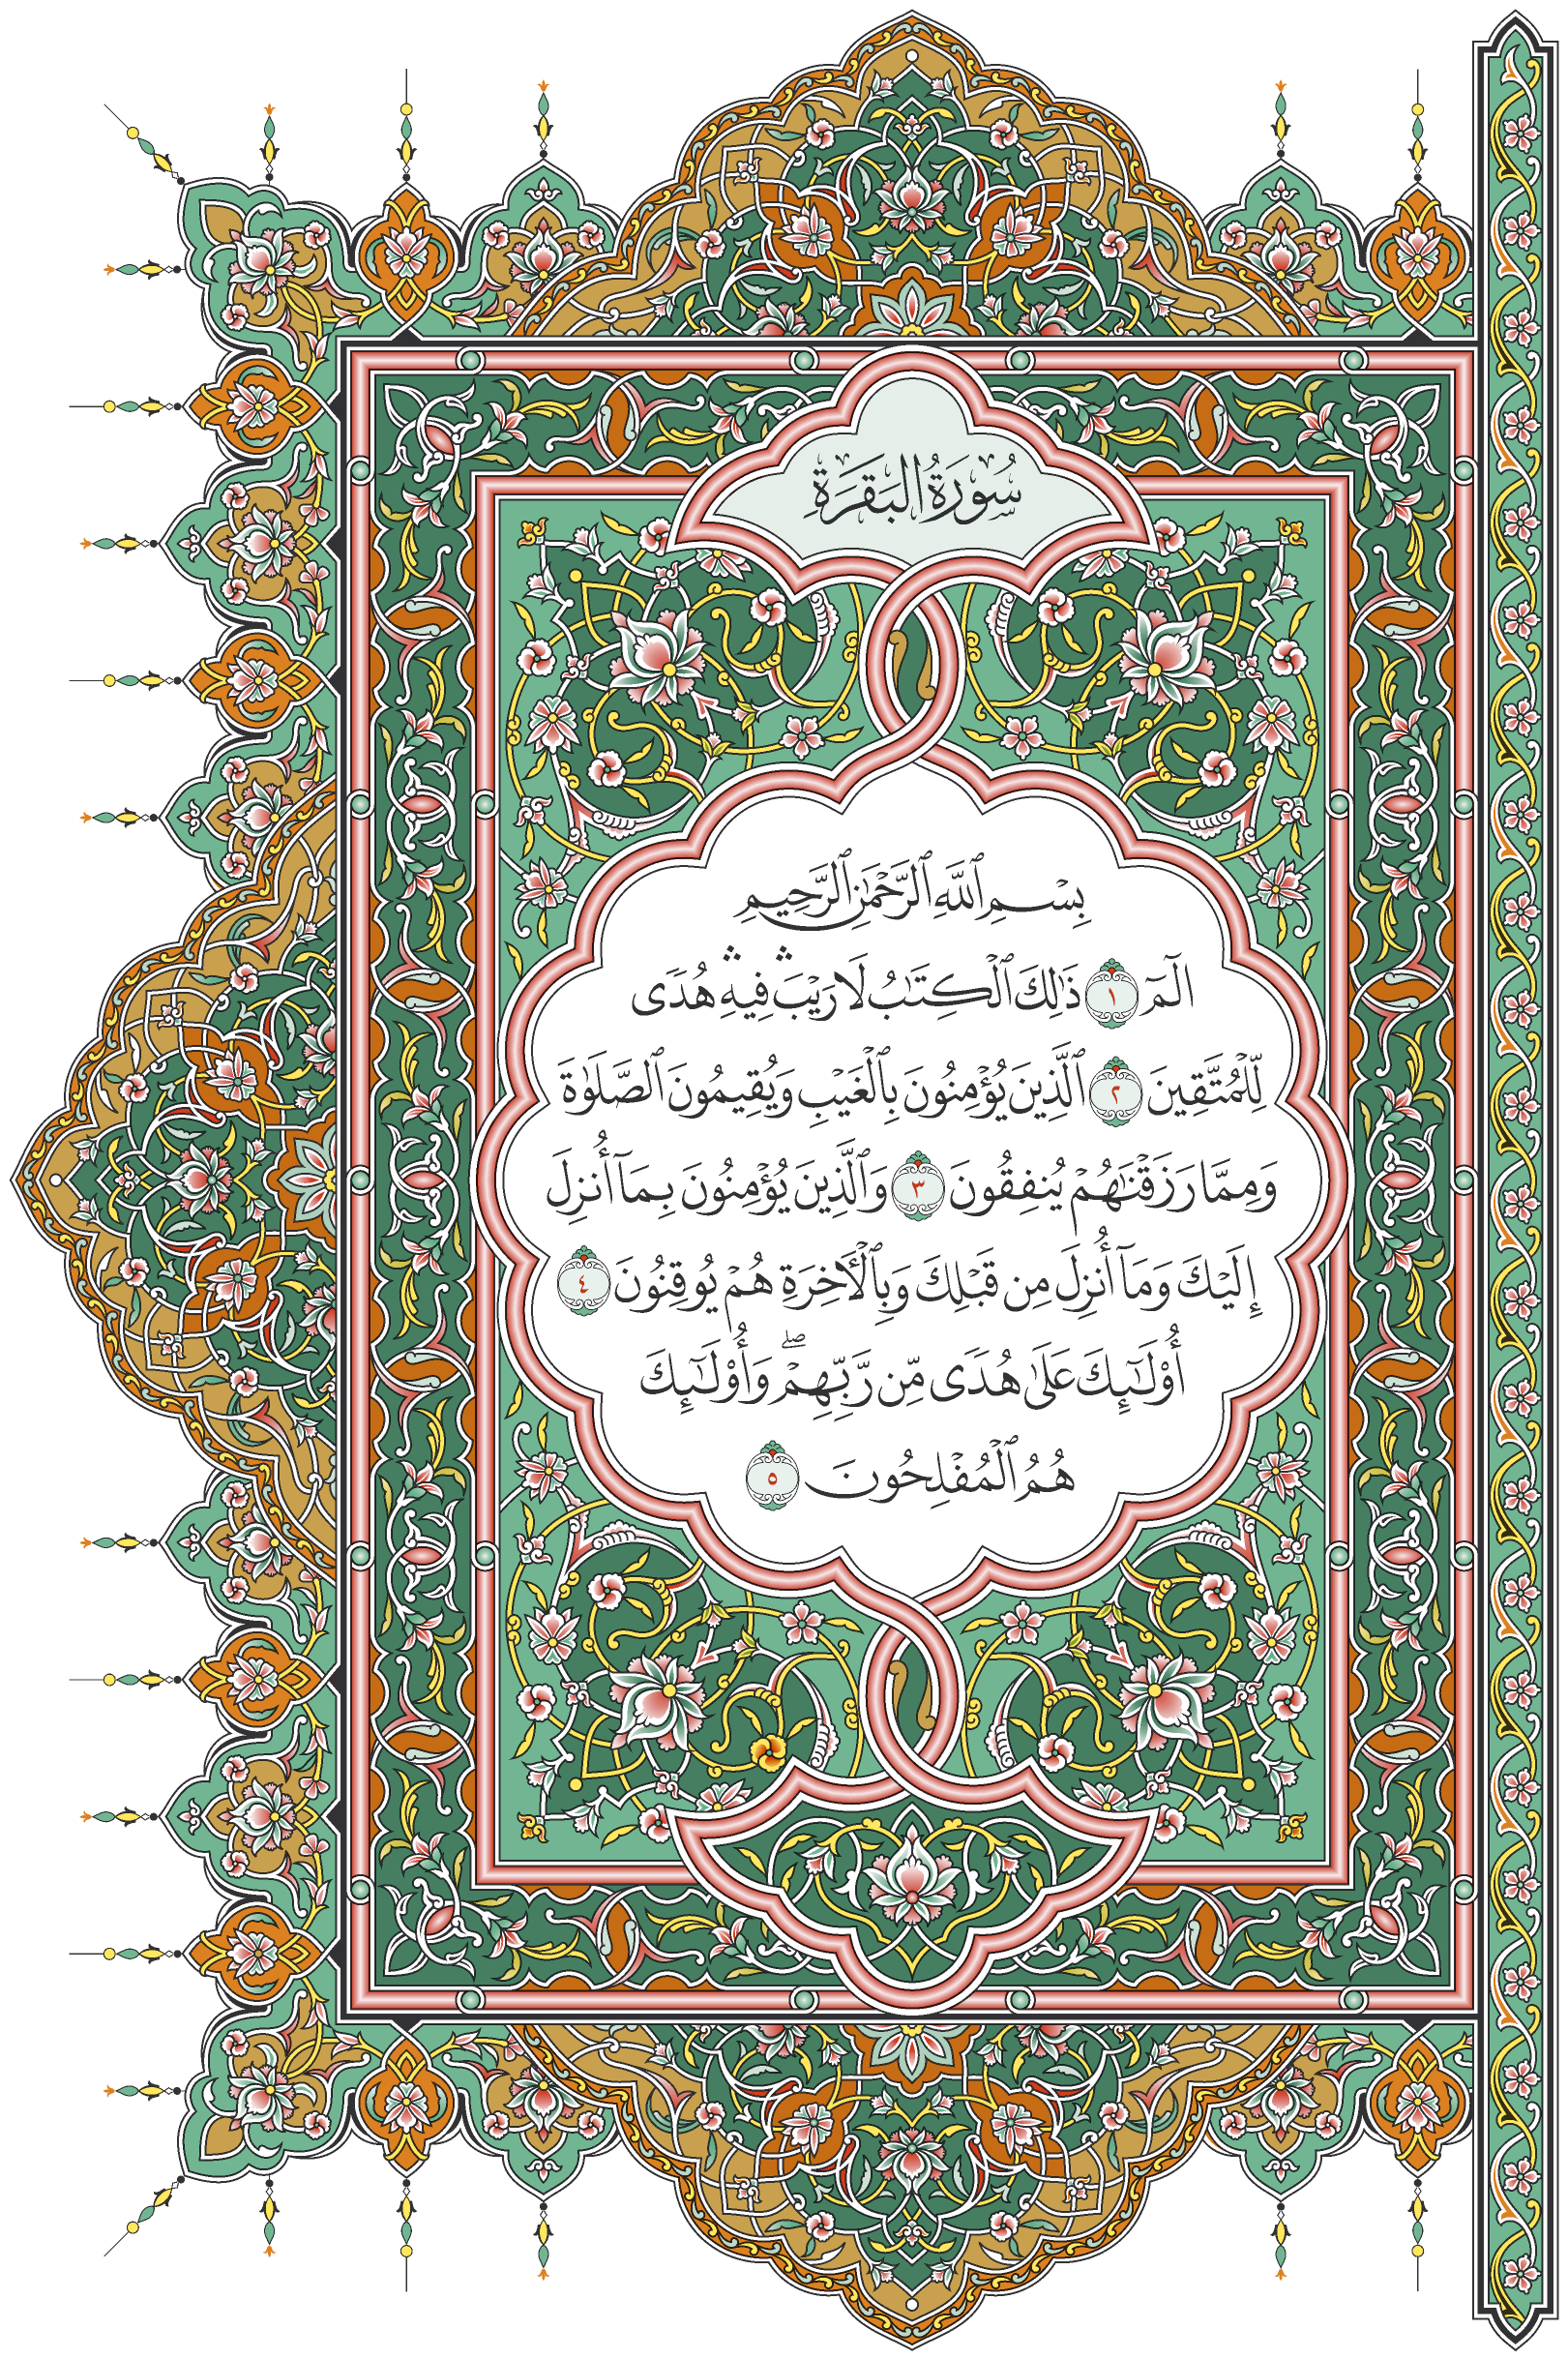 سُورَةُ البَقَرَةِ
بِسۡمِ ٱللَّهِ ٱلرَّحۡمَٰنِ ٱلرَّحِيمِ
الٓمٓ ١ ذَٰلِكَ ٱلۡكِتَٰبُ لَا رَيۡبَۛ فِيهِۛ هُدٗى
لِّلۡمُتَّقِينَ ٢ ٱلَّذِينَ يُؤۡمِنُونَ بِٱلۡغَيۡبِ وَيُقِيمُونَ ٱلصَّلَوٰةَ
وَمِمَّا رَزَقۡنَٰهُمۡ يُنفِقُونَ ٣ وَٱلَّذِينَ يُؤۡمِنُونَ بِمَآ أُنزِلَ
إِلَيۡكَ وَمَآ أُنزِلَ مِن قَبۡلِكَ وَبِٱلۡأٓخِرَةِ هُمۡ يُوقِنُونَ ٤
أُوْلَٰٓئِكَ عَلَىٰ هُدٗى مِّن رَّبِّهِمۡۖ وَأُوْلَٰٓئِكَ
هُمُ ٱلۡمُفۡلِحُونَ ٥